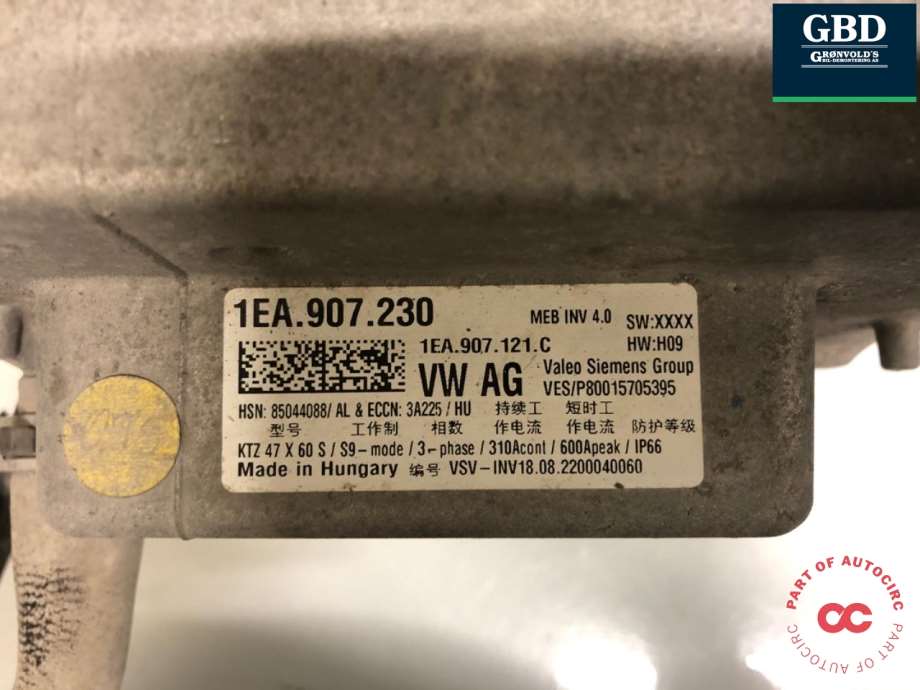 GBD
GRØNVOLD'S
BIL-DEMONTERING AS
1EA.907.230 MEB INV 4.0 SW:XXXX
1EA.907.121.C HW:H09
VW AG Valeo Siemens Group
VES/P80015705395
HSN: 85044088/ AL & ECCN: 3A225 / HU 持续工 短时工
型号 工作制 相数 作电流 作电流 防护等级
KTZ 47 X 60 S / S9-mode / 3-phase / 310Acont / 600Apeak / IP66
Made in Hungary 编号 VSV-INV18.08.2200040060
PART OF AUTOCIRC
PART OF AUTOCIRC